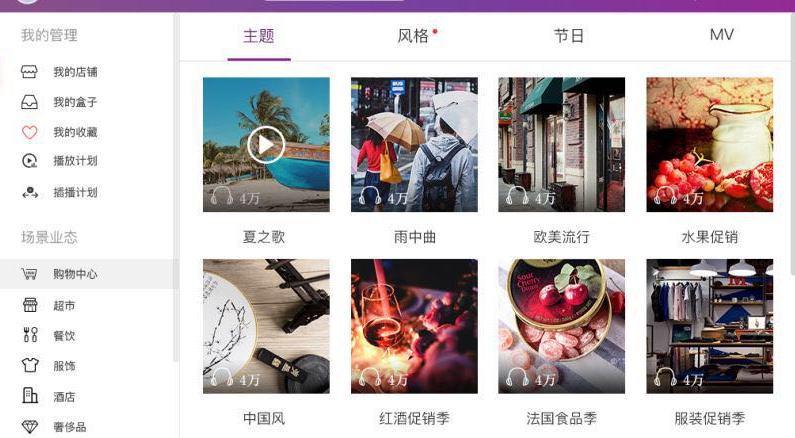 我的管理
我的店铺
我的盒子
我的收藏
播放计划
插播计划
场景业态
购物中心
超市
餐饮
服饰
酒店
奢侈品
主题 风格 节日 MV
4万 4万 4万 4万
夏之歌 雨中曲 欧美流行 水果促销
Sour
Cherry
4万 4万 4万 4万
中国风 红酒促销季 法国食品季 服装促销季